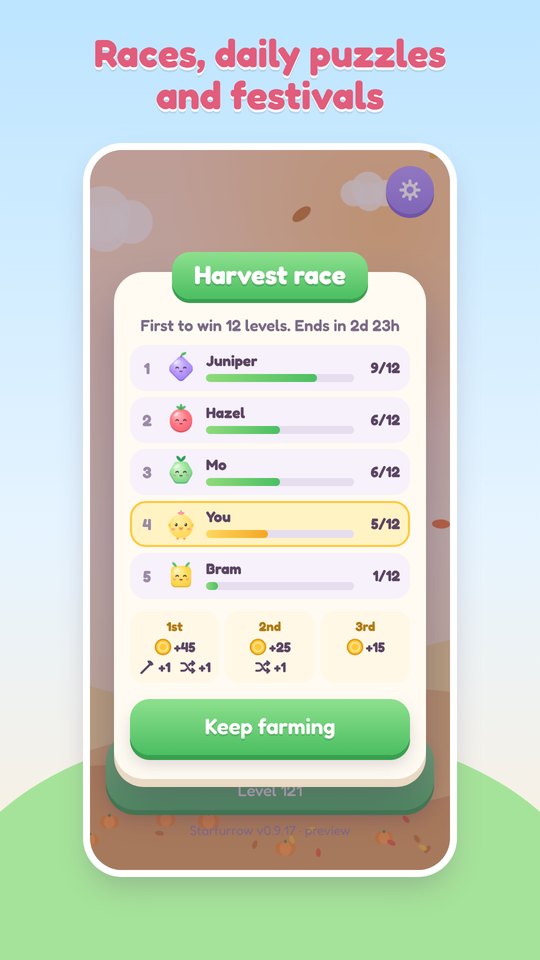 Races, daily puzzles
and festivals
Harvest race
First to win 12 levels. Ends in 2d 23h
1 Juniper 9/12
2 Hazel 6/12
3 Mo 6/12
4 You 5/12
5 Bram 1/12
1st 2nd 3rd
+45 +25 +15
+1 +1 +1
Keep farming
Level 121
Starfurrow v0.9.17 · preview